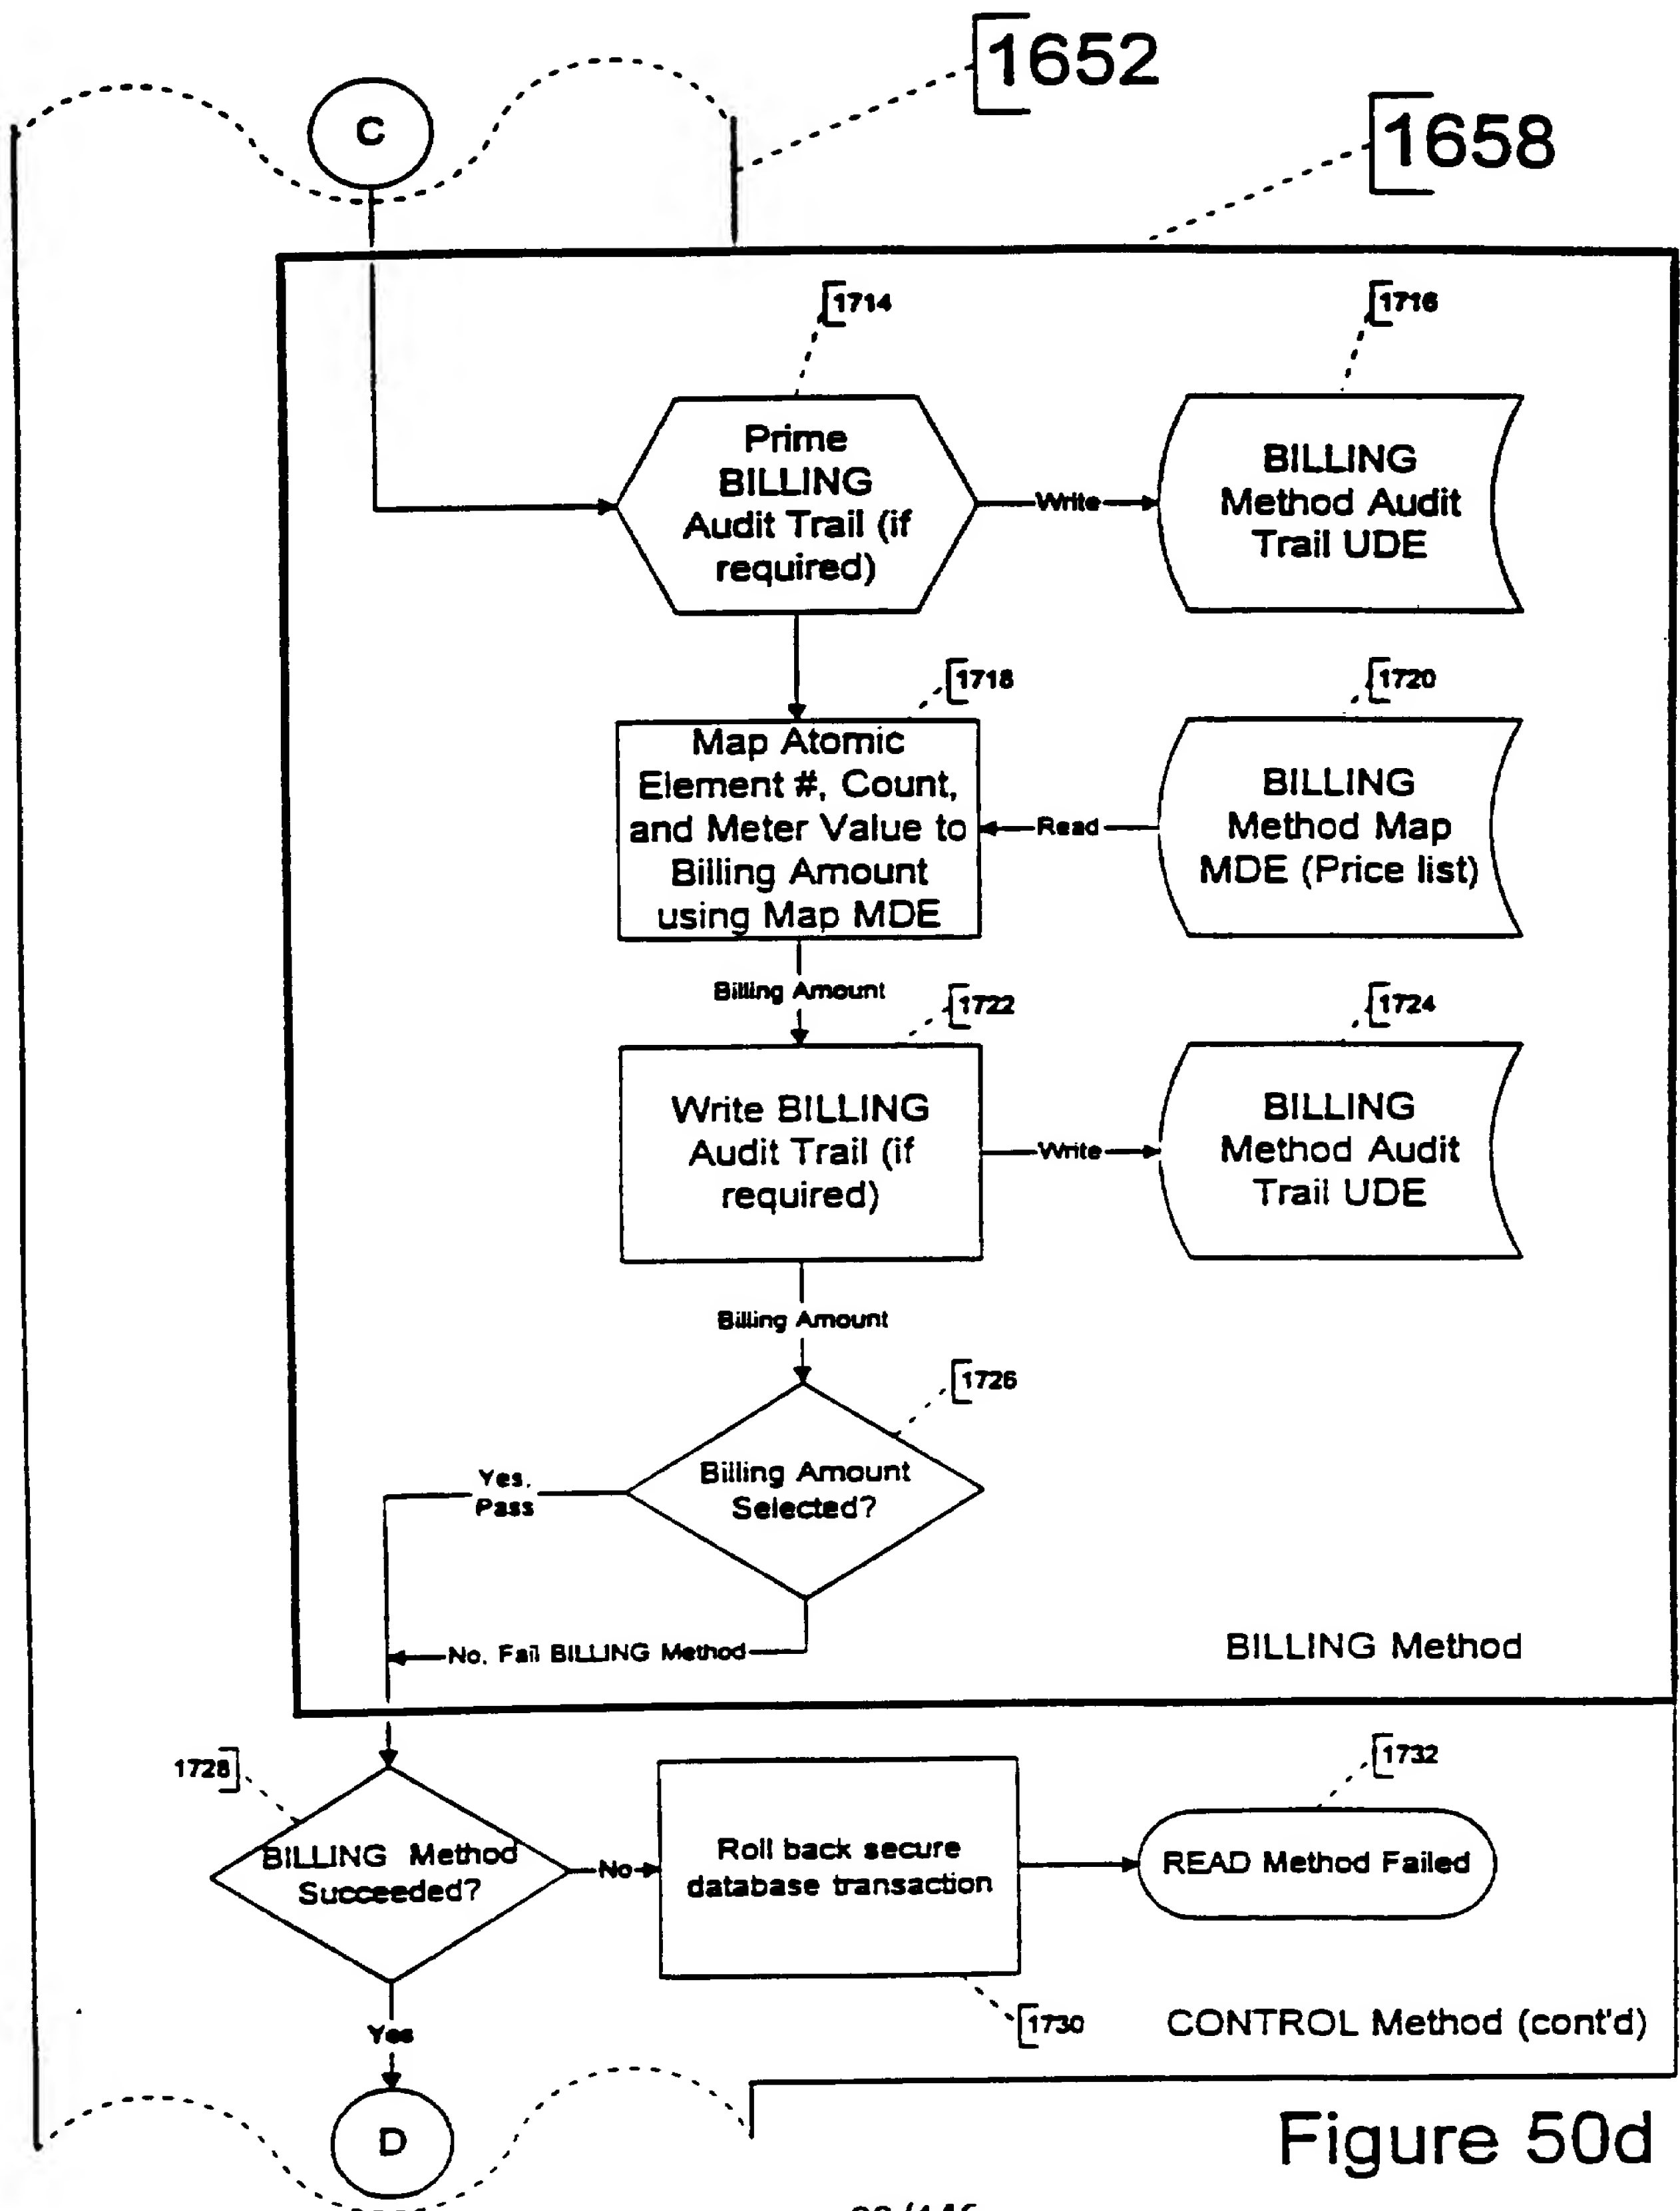 1652
C
1658
1714
1716
Prime
BILLING
Audit Trail (if
required)
Write
BILLING
Method Audit
Trail UDE
1718
1720
Map Atomic
Element #, Count,
and Meter Value to
Billing Amount
using Map MDE
Read
BILLING
Method Map
MDE (Price list)
Billing Amount
1722
1724
Write BILLING
Audit Trail (if
required)
Write
BILLING
Method Audit
Trail UDE
Billing Amount
1726
Yes,
Pass
Billing Amount
Selected?
No, Fail BILLING Method
BILLING Method
1728
1732
BILLING Method
Succeeded?
No
Roll back secure
database transaction
READ Method Failed
1730
CONTROL Method (cont'd)
Yes
D
Figure 50d